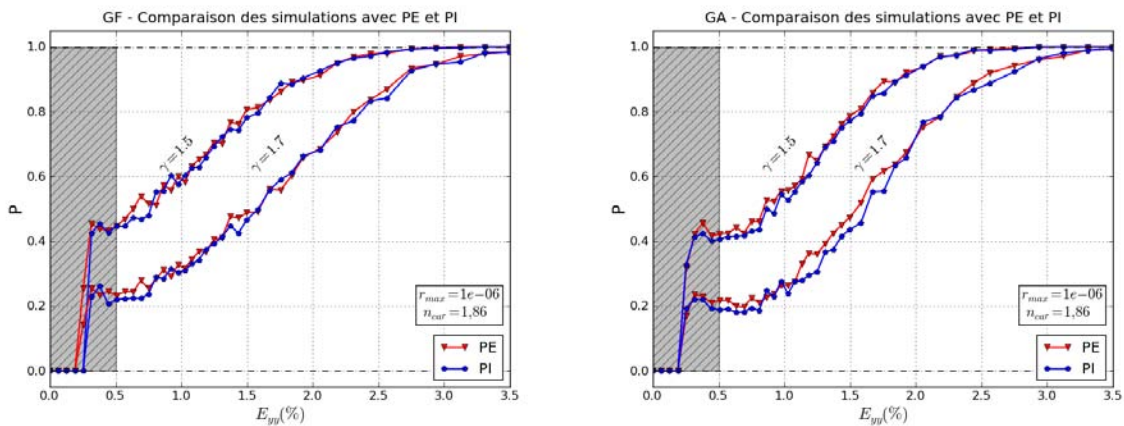 GF - Comparaison des simulations avec PE et PI
1.0
0.8
0.6
0.4
0.2
0.0
P
γ=1.5
γ=1.7
r_max=1e−06
n_car=1,86
PE
PI
0.0 0.5 1.0 1.5 2.0 2.5 3.0 3.5
E_yy(%)
GA - Comparaison des simulations avec PE et PI
1.0
0.8
0.6
0.4
0.2
0.0
P
γ=1.5
γ=1.7
r_max=1e−06
n_car=1,86
PE
PI
0.0 0.5 1.0 1.5 2.0 2.5 3.0 3.5
E_yy(%)